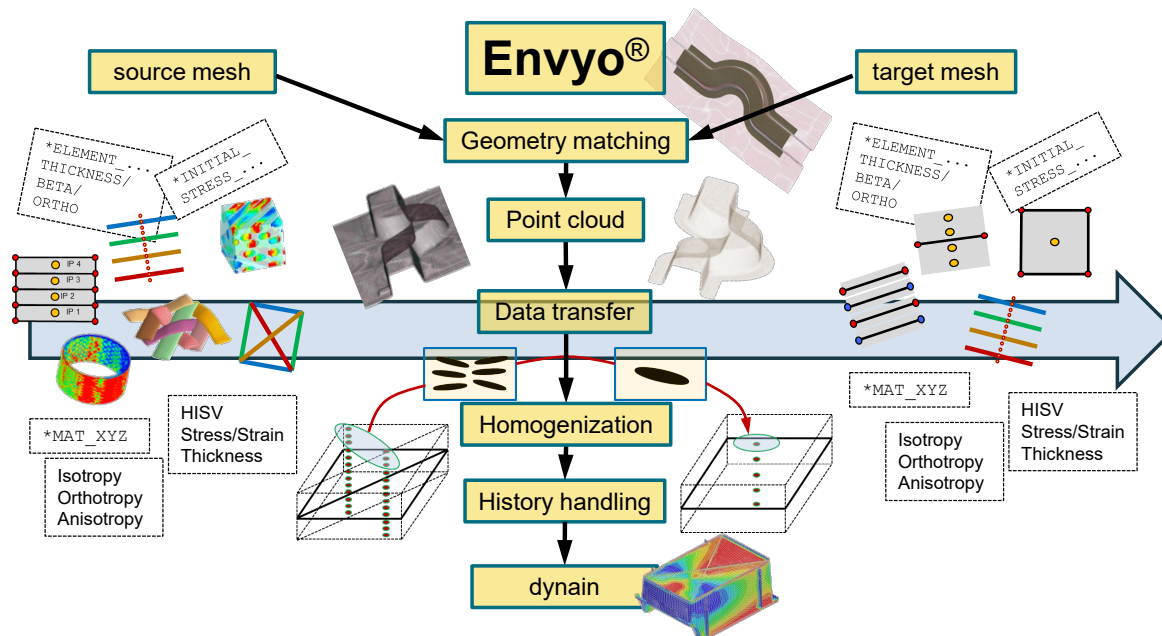 Envyo®
source mesh
target mesh
Geometry matching
Point cloud
Data transfer
Homogenization
History handling
dynain
*ELEMENT_...
THICKNESS/
BETA/
ORTHO
*INITIAL_
STRESS_...
IP 4
IP 3
IP 2
IP 1
*MAT_XYZ
Isotropy
Orthotropy
Anisotropy
HISV
Stress/Strain
Thickness
*ELEMENT_...
THICKNESS/
BETA/
ORTHO
*INITIAL_
STRESS_...
*MAT_XYZ
Isotropy
Orthotropy
Anisotropy
HISV
Stress/Strain
Thickness